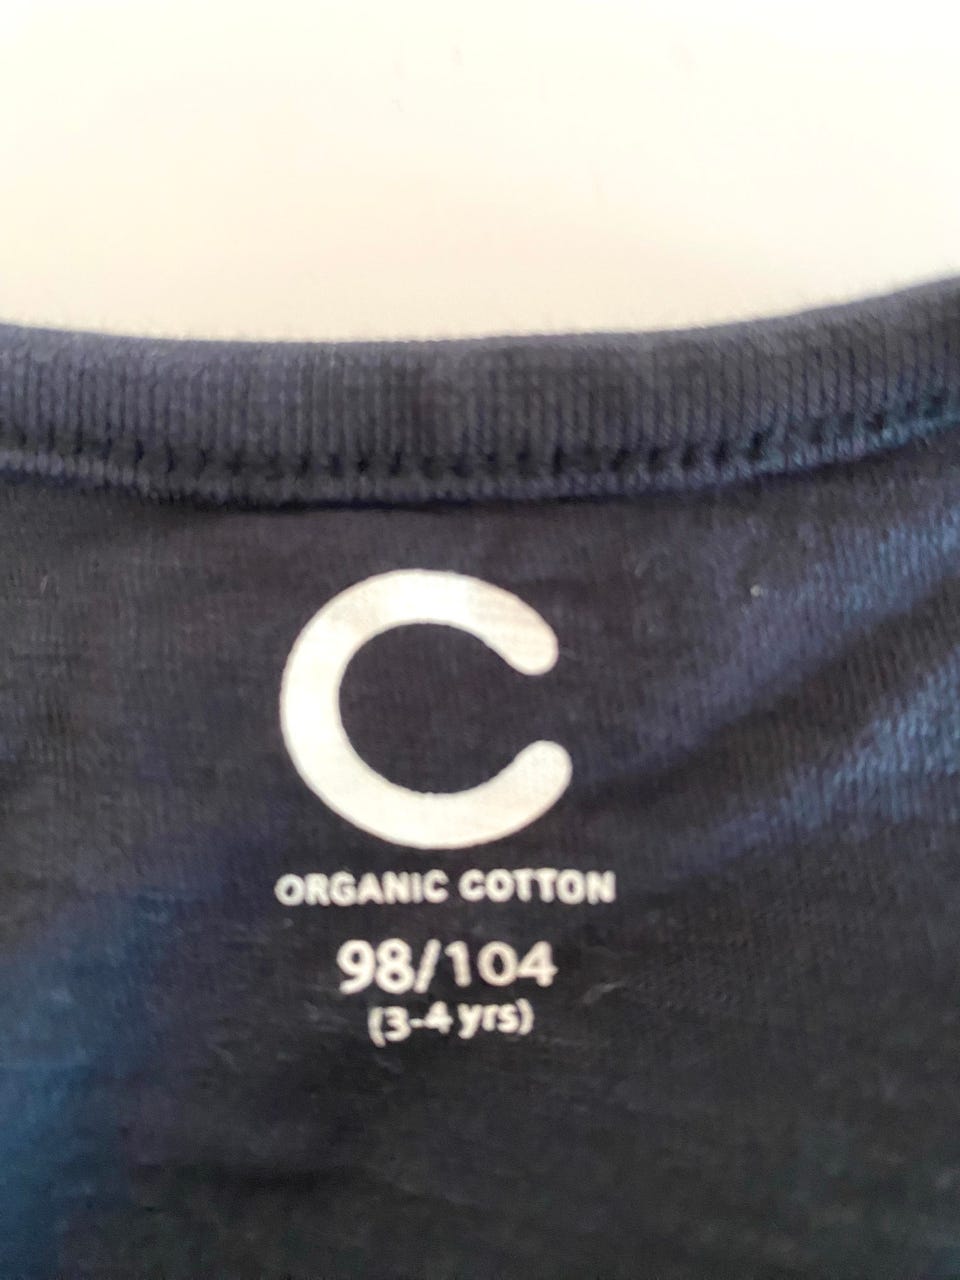 C
ORGANIC COTTON
98/104
(3-4 yrs)